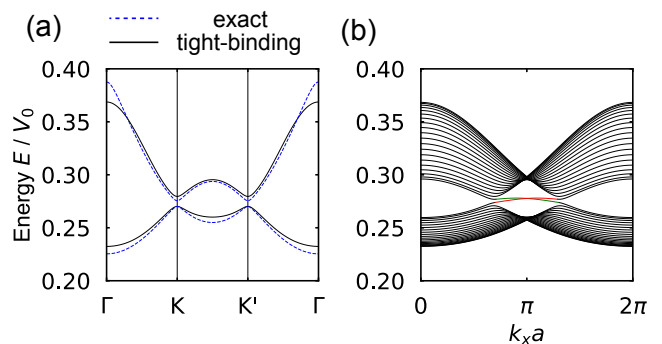 (a)
exact
tight-binding
(b)
Energy E / V₀
0.40
0.35
0.30
0.25
0.20
Γ K K' Γ
0.40
0.35
0.30
0.25
0.20
0 π 2π
kₓa